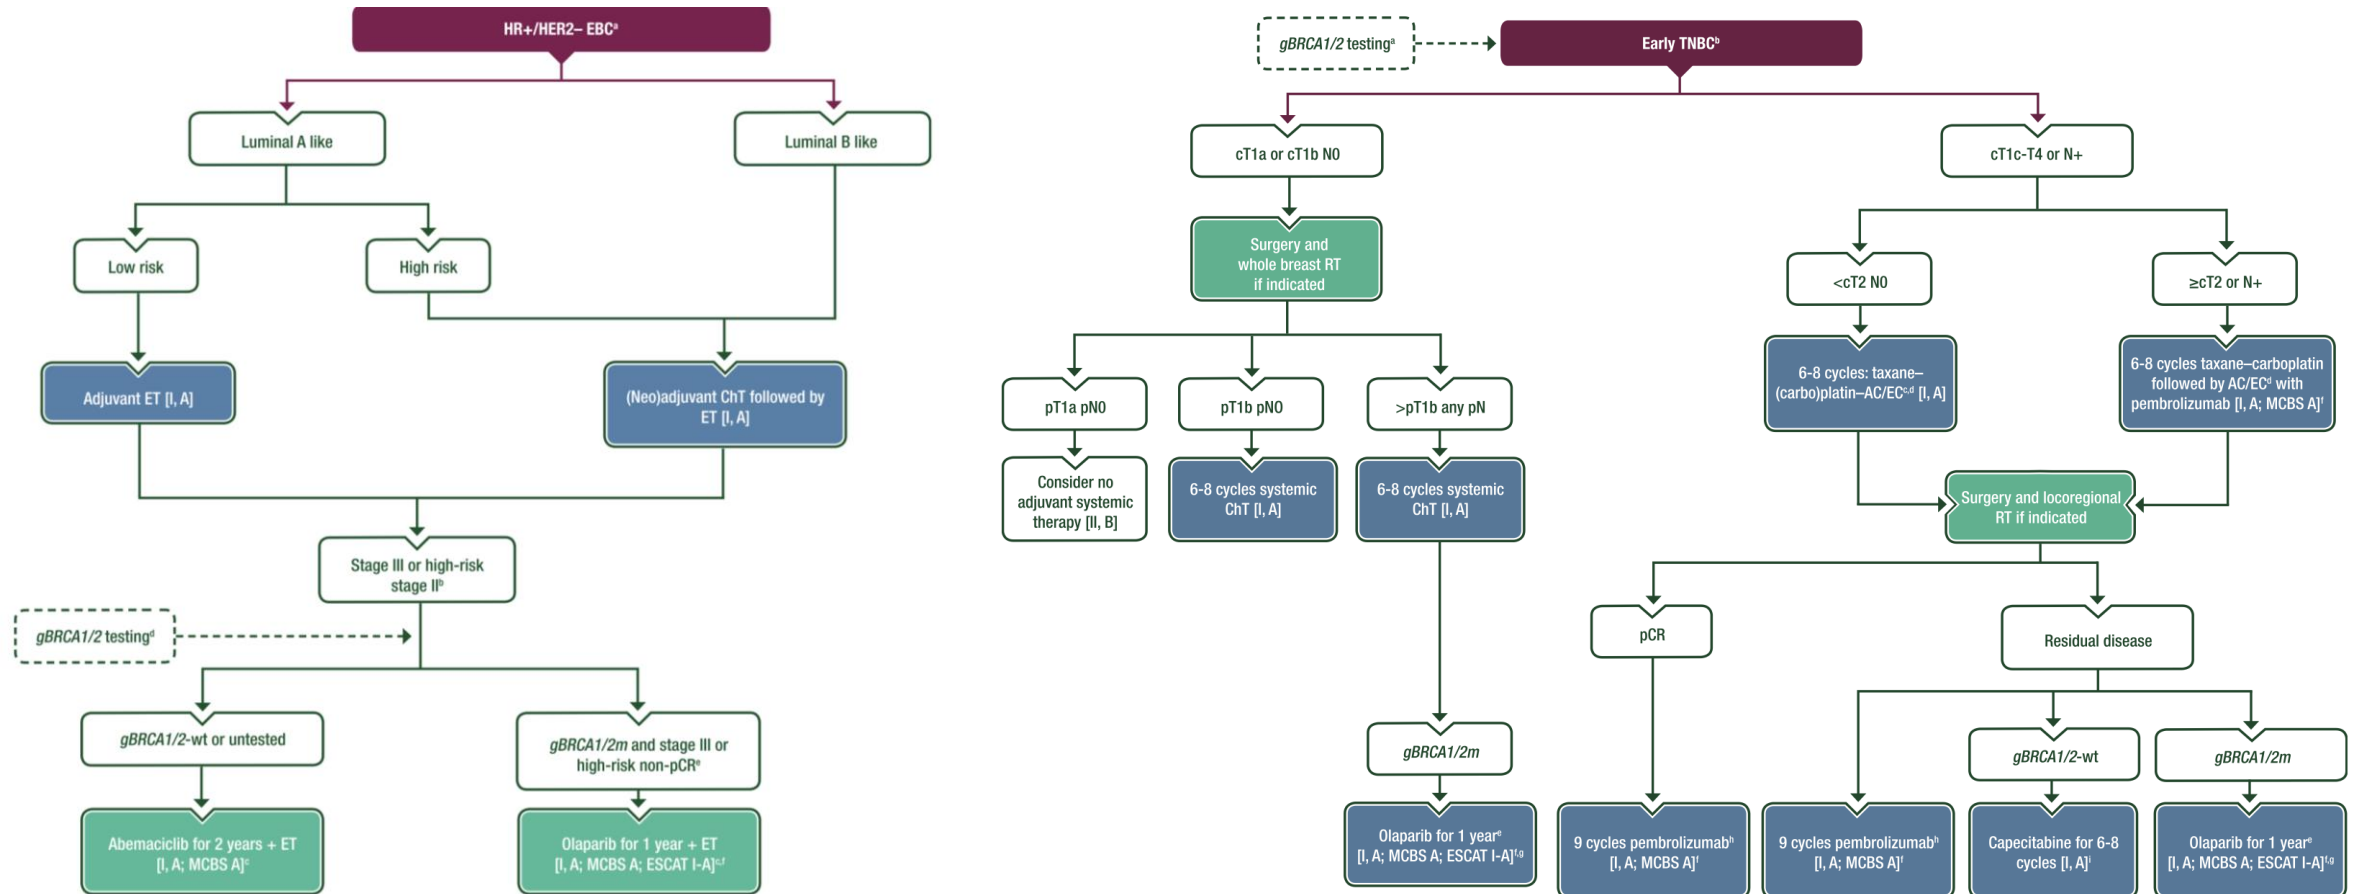 HR+/HER2– EBCᵃ
Luminal A like
Luminal B like
Low risk
High risk
Adjuvant ET [I, A]
(Neo)adjuvant ChT followed by
ET [I, A]
Stage III or high-risk
stage IIᵇ
gBRCA1/2 testingᵈ
gBRCA1/2-wt or untested
gBRCA1/2m and stage III or
high-risk non-pCRᵉ
Abemaciclib for 2 years + ET
[I, A; MCBS A]ᶜ
Olaparib for 1 year + ET
[I, A; MCBS A; ESCAT I-A]ᶜ,ᶠ
gBRCA1/2 testingᵃ
Early TNBCᵇ
cT1a or cT1b N0
cT1c-T4 or N+
Surgery and
whole breast RT
if indicated
<cT2 N0
≥cT2 or N+
6-8 cycles: taxane–
(carbo)platin–AC/ECᶜ,ᵈ [I, A]
6-8 cycles taxane–carboplatin
followed by AC/ECᵈ with
pembrolizumab [I, A; MCBS A]ᶠ
pT1a pN0
pT1b pN0
>pT1b any pN
Consider no
adjuvant systemic
therapy [II, B]
6-8 cycles systemic
ChT [I, A]
6-8 cycles systemic
ChT [I, A]
Surgery and locoregional
RT if indicated
pCR
Residual disease
gBRCA1/2m
gBRCA1/2-wt
gBRCA1/2m
Olaparib for 1 yearᵉ
[I, A; MCBS A; ESCAT I-A]ᶠ,ᵍ
9 cycles pembrolizumabʰ
[I, A; MCBS A]ᶠ
9 cycles pembrolizumabʰ
[I, A; MCBS A]ᶠ
Capecitabine for 6-8
cycles [I, A]ⁱ
Olaparib for 1 yearᵉ
[I, A; MCBS A; ESCAT I-A]ᶠ,ᵍ